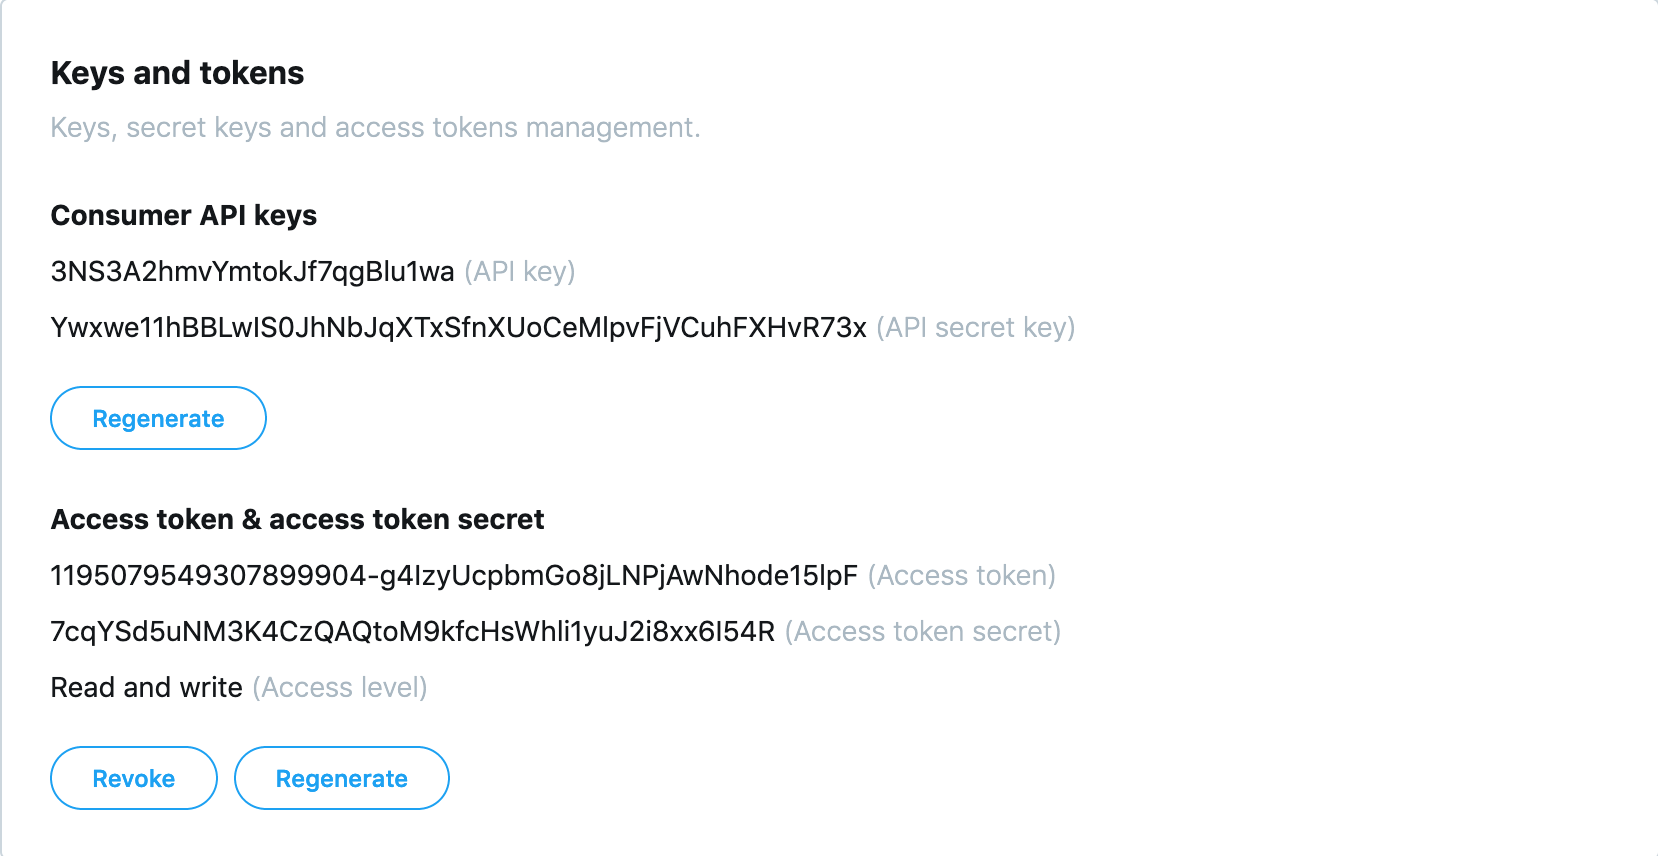 Keys and tokens
Keys, secret keys and access tokens management.
Consumer API keys
3NS3A2hmvYmtokJf7qgBlu1wa (API key)
Ywxwe11hBBLwIS0JhNbJqXTxSfnXUoCeMlpvFjVCuhFXHvR73x (API secret key)
Regenerate
Access token & access token secret
1195079549307899904-g4IzyUcpbmGo8jLNPjAwNhode15lpF (Access token)
7cqYSd5uNM3K4CzQAQtoM9kfcHsWhli1yuJ2i8xx6I54R (Access token secret)
Read and write (Access level)
Revoke Regenerate